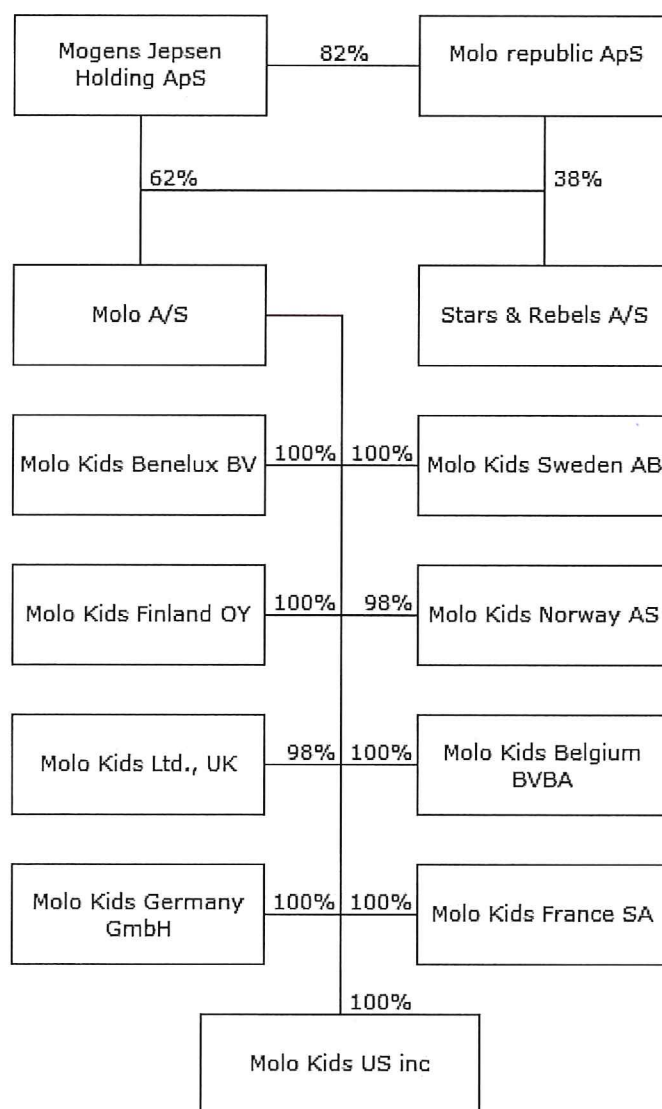 Mogens Jepsen
Holding ApS
82%
Molo republic ApS
62%
38%
Molo A/S
Stars & Rebels A/S
Molo Kids Benelux BV
100%
100%
Molo Kids Sweden AB
Molo Kids Finland OY
100%
98%
Molo Kids Norway AS
Molo Kids Ltd., UK
98%
100%
Molo Kids Belgium
BVBA
Molo Kids Germany
GmbH
100%
100%
Molo Kids France SA
100%
Molo Kids US inc